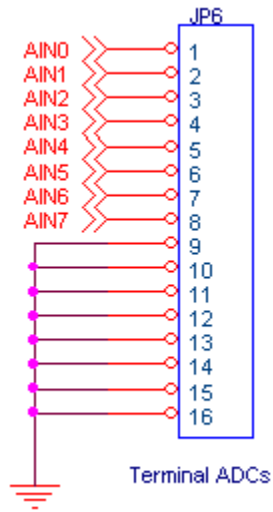 JP6
AIN0 1
AIN1 2
AIN2 3
AIN3 4
AIN4 5
AIN5 6
AIN6 7
AIN7 8
9
10
11
12
13
14
15
16
Terminal ADCs